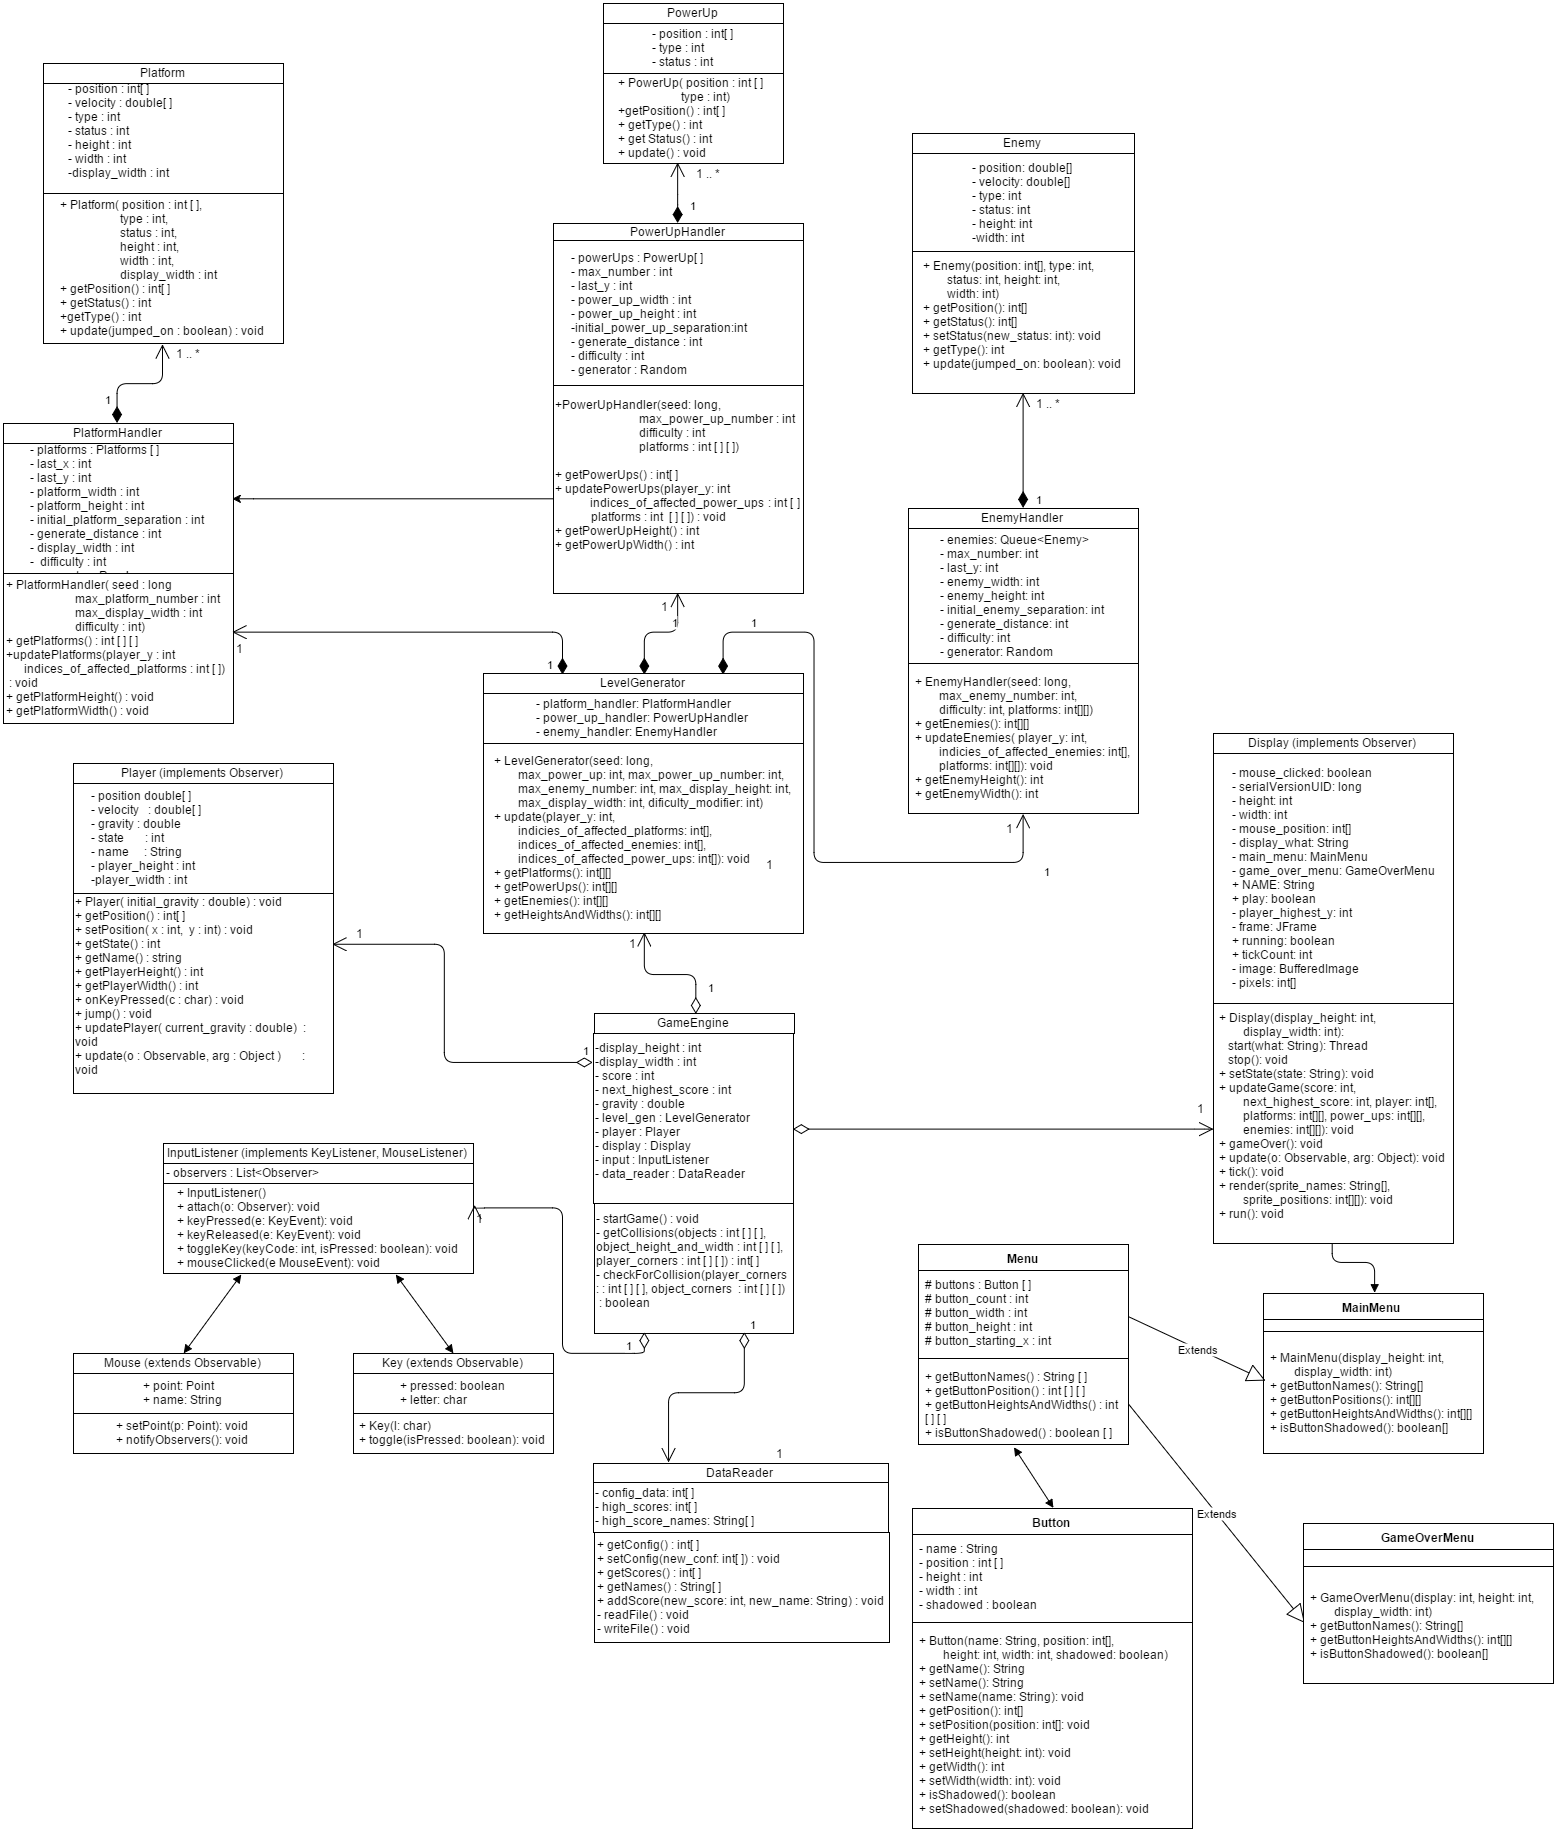 PowerUp
- position : int[ ]
- type : int
- status : int
+ PowerUp( position : int [ ]
type : int)
+getPosition() : int[ ]
+ getType() : int
+ get Status() : int
+ update() : void
1 .. *
1
Platform
- position : int[ ]
- velocity : double[ ]
- type : int
- status : int
- height : int
- width : int
-display_width : int
+ Platform( position : int [ ],
type : int,
status : int,
height : int,
width : int,
display_width : int
+ getPosition() : int[ ]
+ getStatus() : int
+getType() : int
+ update(jumped_on : boolean) : void
1 .. *
1
Enemy
- position: double[]
- velocity: double[]
- type: int
- status: int
- height: int
-width: int
+ Enemy(position: int[], type: int,
status: int, height: int,
width: int)
+ getPosition(): int[]
+ getStatus(): int[]
+ setStatus(new_status: int): void
+ getType(): int
+ update(jumped_on: boolean): void
1 .. *
1
PowerUpHandler
- powerUps : PowerUp[ ]
- max_number : int
- last_y : int
- power_up_width : int
- power_up_height : int
-initial_power_up_separation:int
- generate_distance : int
- difficulty : int
- generator : Random
+PowerUpHandler(seed: long,
max_power_up_number : int
difficulty : int
platforms : int [ ] [ ])
+ getPowerUps() : int[ ]
+ updatePowerUps(player_y: int
indices_of_affected_power_ups : int [ ]
platforms : int [ ] [ ]) : void
+ getPowerUpHeight() : int
+ getPowerUpWidth() : int
PlatformHandler
- platforms : Platforms [ ]
- last_x : int
- last_y : int
- platform_width : int
- platform_height : int
- initial_platform_separation : int
- generate_distance : int
- display_width : int
- difficulty : int
+ PlatformHandler( seed : long
max_platform_number : int
max_display_width : int
difficulty : int)
+ getPlatforms() : int [ ] [ ]
+updatePlatforms(player_y : int
indices_of_affected_platforms : int [ ])
: void
+ getPlatformHeight() : void
+ getPlatformWidth() : void
EnemyHandler
- enemies: Queue<Enemy>
- max_number: int
- last_y: int
- enemy_width: int
- enemy_height: int
- initial_enemy_separation: int
- generate_distance: int
- difficulty: int
- generator: Random
+ EnemyHandler(seed: long,
max_enemy_number: int,
difficulty: int, platforms: int[][])
+ getEnemies(): int[][]
+ updateEnemies( player_y: int,
indicies_of_affected_enemies: int[],
platforms: int[][]): void
+ getEnemyHeight(): int
+ getEnemyWidth(): int
1
1
1
1
1
1
1
1
LevelGenerator
- platform_handler: PlatformHandler
- power_up_handler: PowerUpHandler
- enemy_handler: EnemyHandler
+ LevelGenerator(seed: long,
max_power_up: int, max_power_up_number: int,
max_enemy_number: int, max_display_height: int,
max_display_width: int, dificulty_modifier: int)
+ update(player_y: int,
indicies_of_affected_platforms: int[],
indices_of_affected_enemies: int[],
indices_of_affected_power_ups: int[]): void
1
+ getPlatforms(): int[][]
+ getPowerUps(): int[][]
+ getEnemies(): int[][]
+ getHeightsAndWidths(): int[][]
1
1
Player (implements Observer)
- position double[ ]
- velocity : double[ ]
- gravity : double
- state : int
- name : String
- player_height : int
-player_width : int
+ Player( initial_gravity : double) : void
+ getPosition() : int[ ]
+ setPosition( x : int, y : int) : void
+ getState() : int
+ getName() : string
+ getPlayerHeight() : int
+ getPlayerWidth() : int
+ onKeyPressed(c : char) : void
+ jump() : void
+ updatePlayer( current_gravity : double) :
void
+ update(o : Observable, arg : Object ) :
void
1
1
Display (implements Observer)
- mouse_clicked: boolean
- serialVersionUID: long
- height: int
- width: int
- mouse_position: int[]
- display_what: String
- main_menu: MainMenu
- game_over_menu: GameOverMenu
+ NAME: String
+ play: boolean
- player_highest_y: int
- frame: JFrame
+ running: boolean
+ tickCount: int
- image: BufferedImage
- pixels: int[]
+ Display(display_height: int,
display_width: int):
start(what: String): Thread
stop(): void
+ setState(state: String): void
+ updateGame(score: int,
next_highest_score: int, player: int[],
platforms: int[][], power_ups: int[][],
enemies: int[][]): void
+ gameOver(): void
+ update(o: Observable, arg: Object): void
+ tick(): void
+ render(sprite_names: String[],
sprite_positions: int[][]): void
+ run(): void
1
GameEngine
-display_height : int
-display_width : int
- score : int
- next_highest_score : int
- gravity : double
- level_gen : LevelGenerator
- player : Player
- display : Display
- input : InputListener
- data_reader : DataReader
- startGame() : void
- getCollisions(objects : int [ ] [ ],
object_height_and_width : int [ ] [ ],
player_corners : int [ ] [ ]) : int[ ]
- checkForCollision(player_corners
: : int [ ] [ ], object_corners : int [ ] [ ])
: boolean
1
1
1
InputListener (implements KeyListener, MouseListener)
- observers : List<Observer>
+ InputListener()
+ attach(o: Observer): void
+ keyPressed(e: KeyEvent): void
+ keyReleased(e: KeyEvent): void
+ toggleKey(keyCode: int, isPressed: boolean): void
+ mouseClicked(e MouseEvent): void
Mouse (extends Observable)
+ point: Point
+ name: String
+ setPoint(p: Point): void
+ notifyObservers(): void
Key (extends Observable)
+ pressed: boolean
+ letter: char
+ Key(l: char)
+ toggle(isPressed: boolean): void
1
DataReader
- config_data: int[ ]
- high_scores: int[ ]
- high_score_names: String[ ]
+ getConfig() : int[ ]
+ setConfig(new_conf: int[ ]) : void
+ getScores() : int[ ]
+ getNames() : String[ ]
+ addScore(new_score: int, new_name: String) : void
- readFile() : void
- writeFile() : void
Menu
# buttons : Button [ ]
# button_count : int
# button_width : int
# button_height : int
# button_starting_x : int
+ getButtonNames() : String [ ]
+ getButtonPosition() : int [ ] [ ]
+ getButtonHeightsAndWidths() : int
[ ] [ ]
+ isButtonShadowed() : boolean [ ]
Extends
MainMenu
+ MainMenu(display_height: int,
display_width: int)
+ getButtonNames(): String[]
+ getButtonPositions(): int[][]
+ getButtonHeightsAndWidths(): int[][]
+ isButtonShadowed(): boolean[]
Extends
Button
- name : String
- position : int [ ]
- height : int
- width : int
- shadowed : boolean
+ Button(name: String, position: int[],
height: int, width: int, shadowed: boolean)
+ getName(): String
+ setName(): String
+ setName(name: String): void
+ getPosition(): int[]
+ setPosition(position: int[]: void
+ getHeight(): int
+ setHeight(height: int): void
+ getWidth(): int
+ setWidth(width: int): void
+ isShadowed(): boolean
+ setShadowed(shadowed: boolean): void
GameOverMenu
+ GameOverMenu(display: int, height: int,
display_width: int)
+ getButtonNames(): String[]
+ getButtonHeightsAndWidths(): int[][]
+ isButtonShadowed(): boolean[]